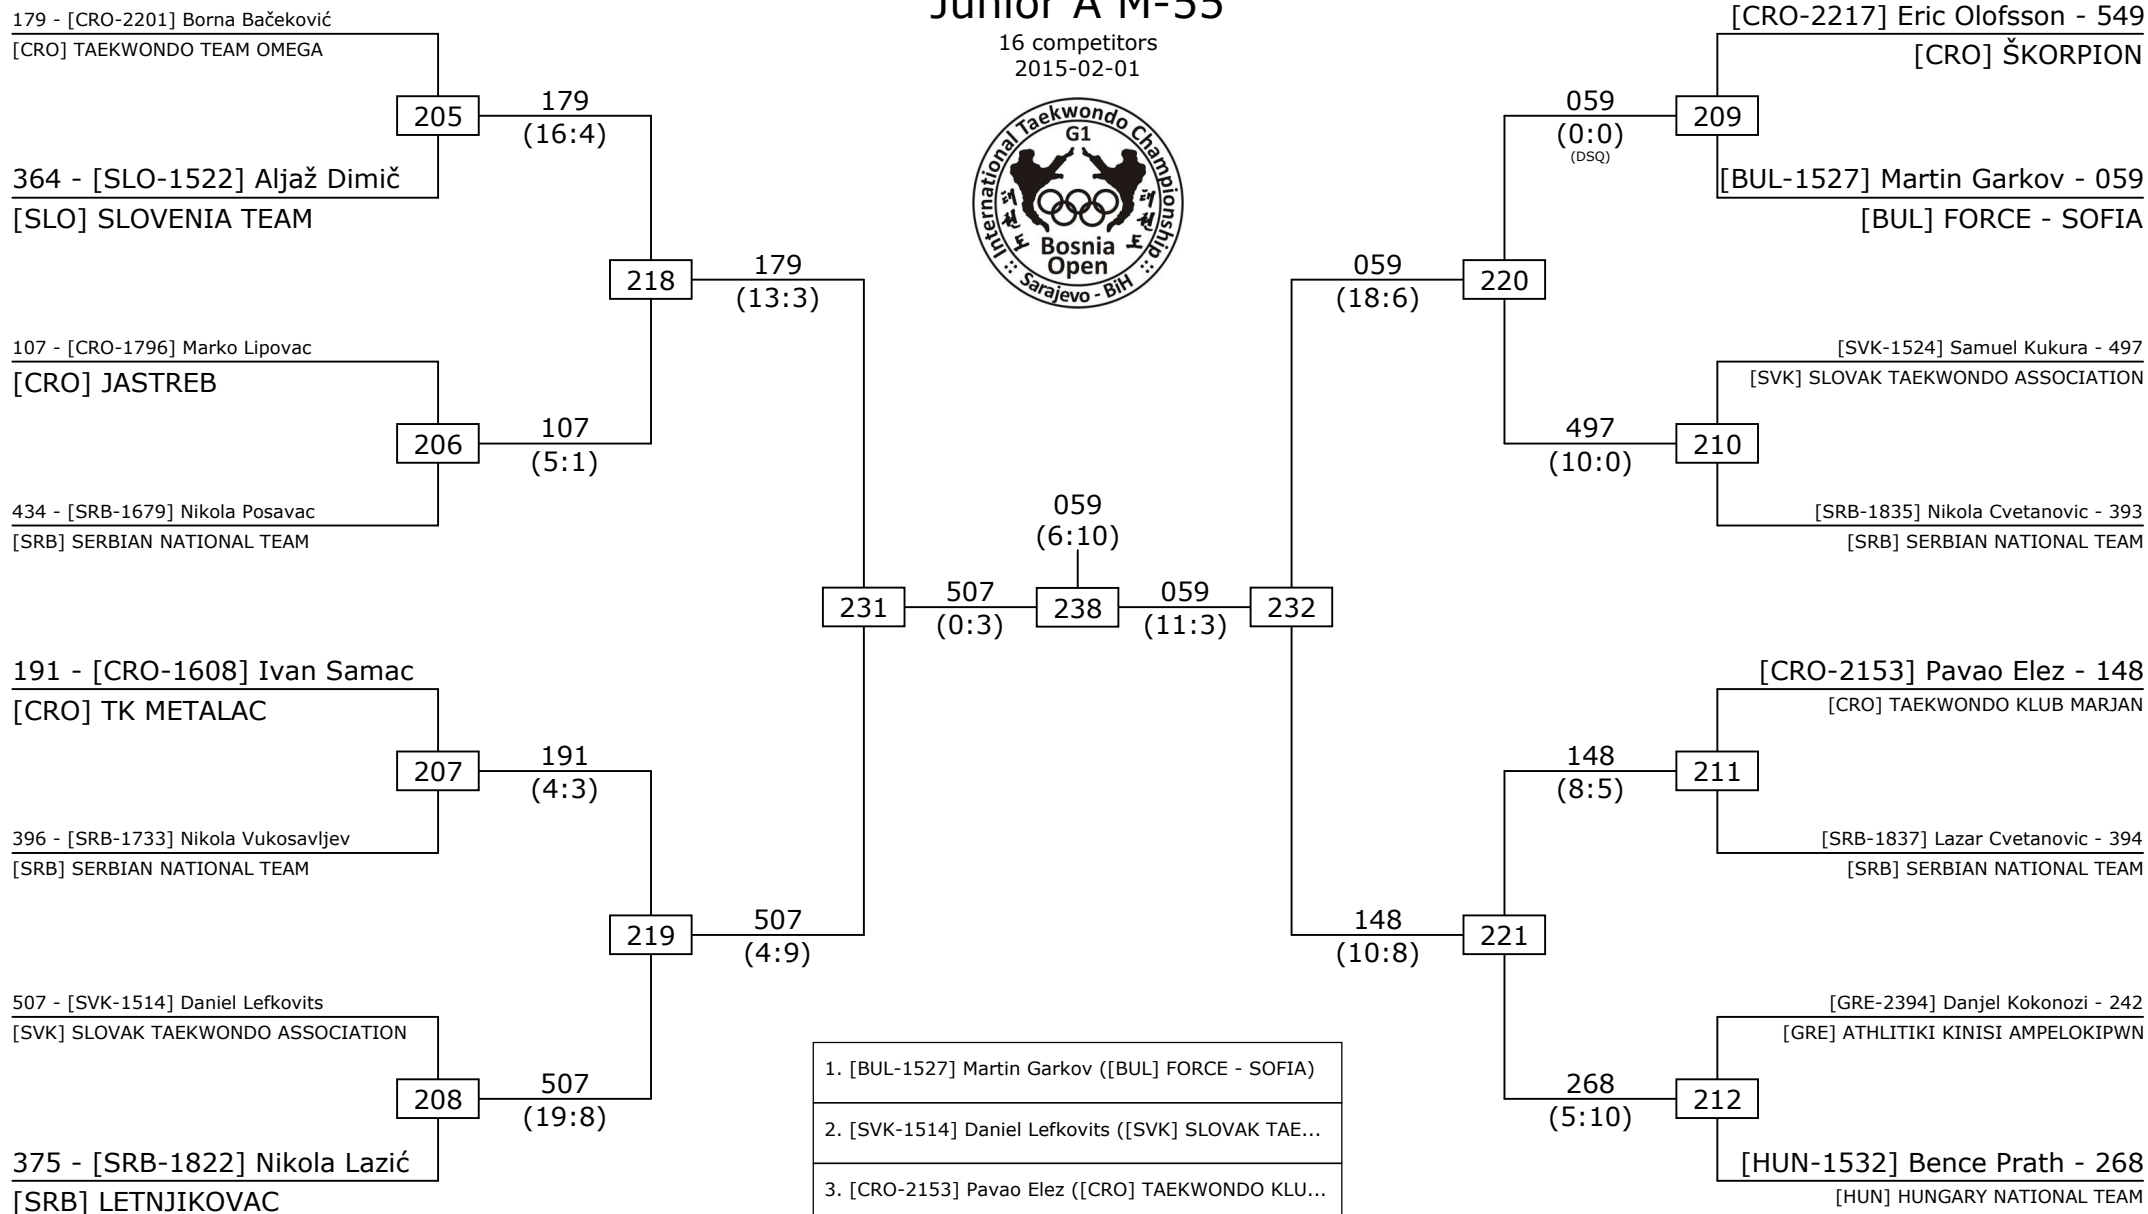 Junior A M-55
16 competitors
2015-02-01
International Taekwondo Championship
G1
Bosnia
Open
:: Sarajevo - BiH ::
179 - [CRO-2201] Borna Bačeković
[CRO] TAEKWONDO TEAM OMEGA
205
179
(16:4)
364 - [SLO-1522] Aljaž Dimič
[SLO] SLOVENIA TEAM
218
179
(13:3)
107 - [CRO-1796] Marko Lipovac
[CRO] JASTREB
206
107
(5:1)
434 - [SRB-1679] Nikola Posavac
[SRB] SERBIAN NATIONAL TEAM
231
507
(0:3)
191 - [CRO-1608] Ivan Samac
[CRO] TK METALAC
207
191
(4:3)
396 - [SRB-1733] Nikola Vukosavljev
[SRB] SERBIAN NATIONAL TEAM
219
507
(4:9)
507 - [SVK-1514] Daniel Lefkovits
[SVK] SLOVAK TAEKWONDO ASSOCIATION
208
507
(19:8)
375 - [SRB-1822] Nikola Lazić
[SRB] LETNJIKOVAC
059
(6:10)
238
[CRO-2217] Eric Olofsson - 549
[CRO] ŠKORPION
059
(0:0)
(DSQ)
209
[BUL-1527] Martin Garkov - 059
[BUL] FORCE - SOFIA
059
(18:6)
220
[SVK-1524] Samuel Kukura - 497
[SVK] SLOVAK TAEKWONDO ASSOCIATION
497
(10:0)
210
[SRB-1835] Nikola Cvetanovic - 393
[SRB] SERBIAN NATIONAL TEAM
059
(11:3)
232
[CRO-2153] Pavao Elez - 148
[CRO] TAEKWONDO KLUB MARJAN
148
(8:5)
211
[SRB-1837] Lazar Cvetanovic - 394
[SRB] SERBIAN NATIONAL TEAM
148
(10:8)
221
[GRE-2394] Danjel Kokonozi - 242
[GRE] ATHLITIKI KINISI AMPELOKIPWN
268
(5:10)
212
[HUN-1532] Bence Prath - 268
[HUN] HUNGARY NATIONAL TEAM
1. [BUL-1527] Martin Garkov ([BUL] FORCE - SOFIA)
2. [SVK-1514] Daniel Lefkovits ([SVK] SLOVAK TAE...
3. [CRO-2153] Pavao Elez ([CRO] TAEKWONDO KLU...